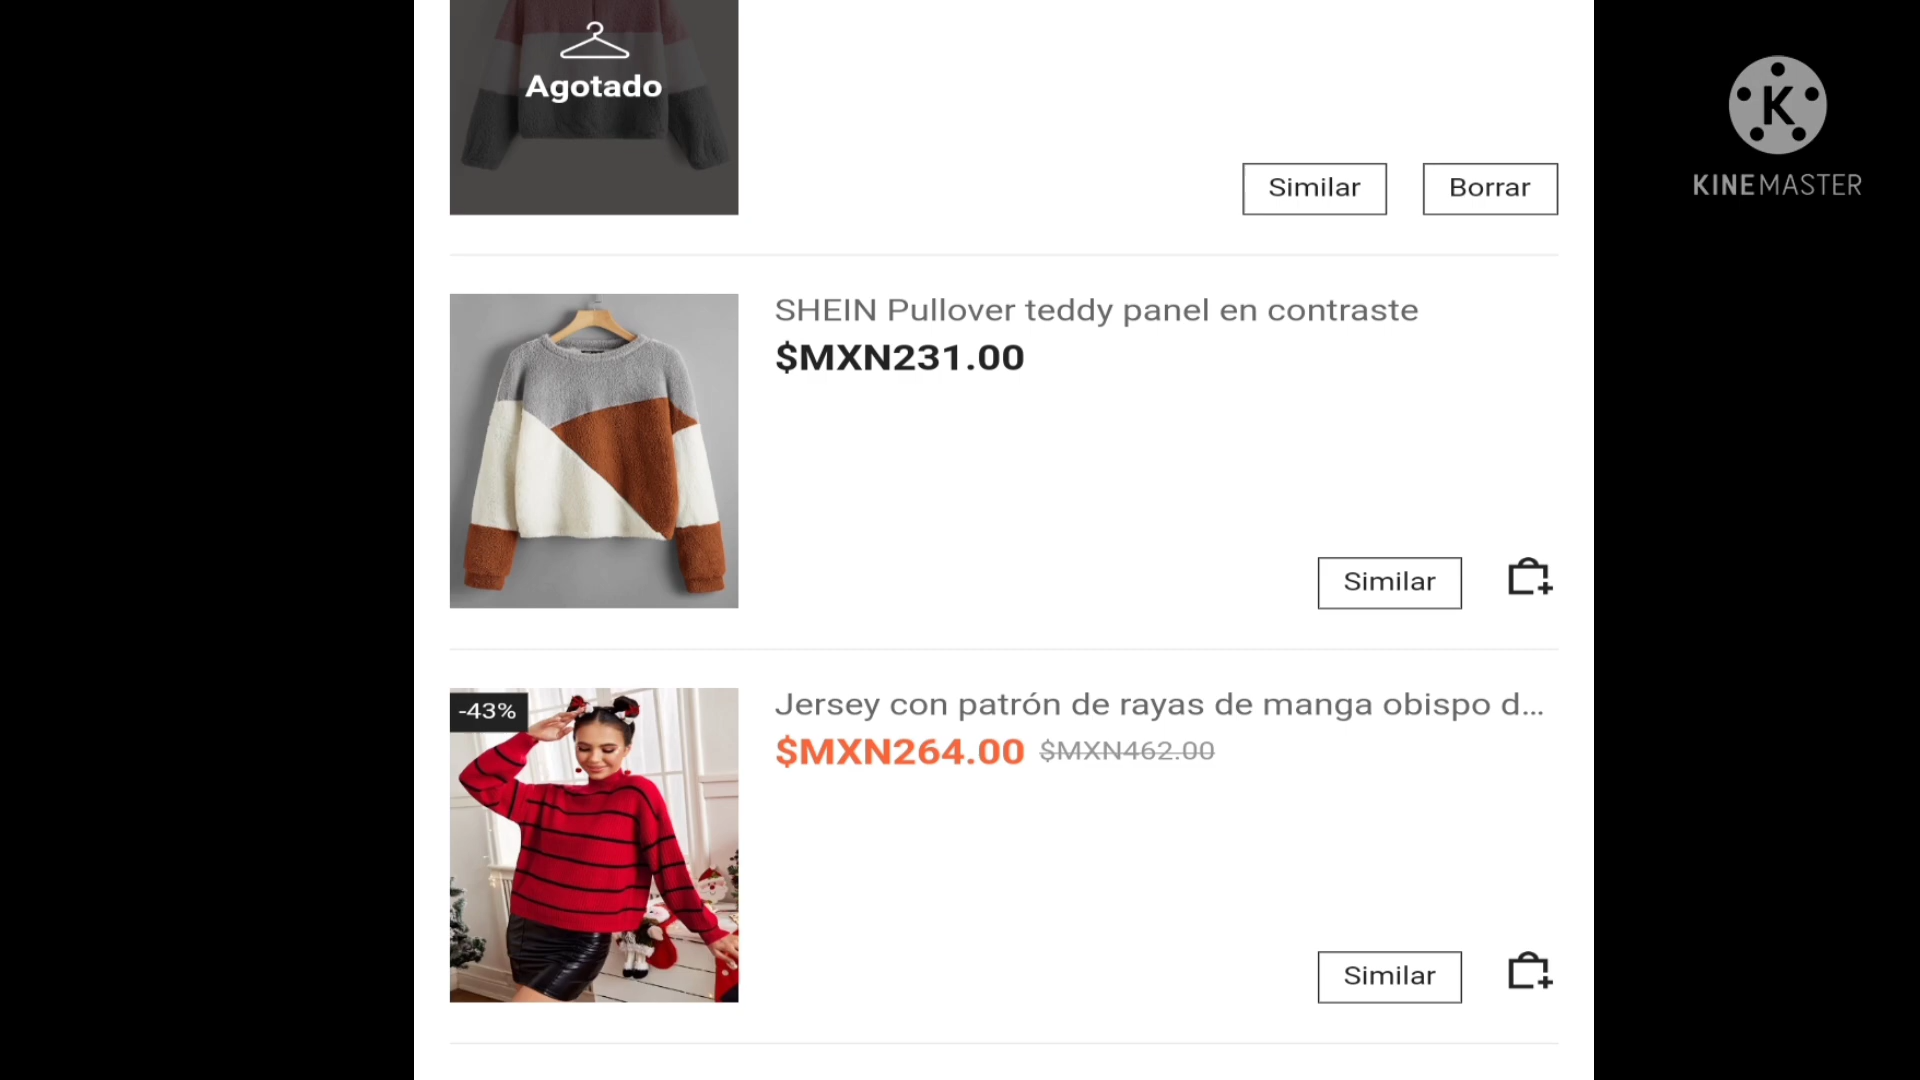 Agotado
Similar
Borrar
KINEMASTER
SHEIN Pullover teddy panel en contraste
$MXN231.00
Similar
-43%
Jersey con patrón de rayas de manga obispo d...
$MXN264.00 $MXN462.00
Similar